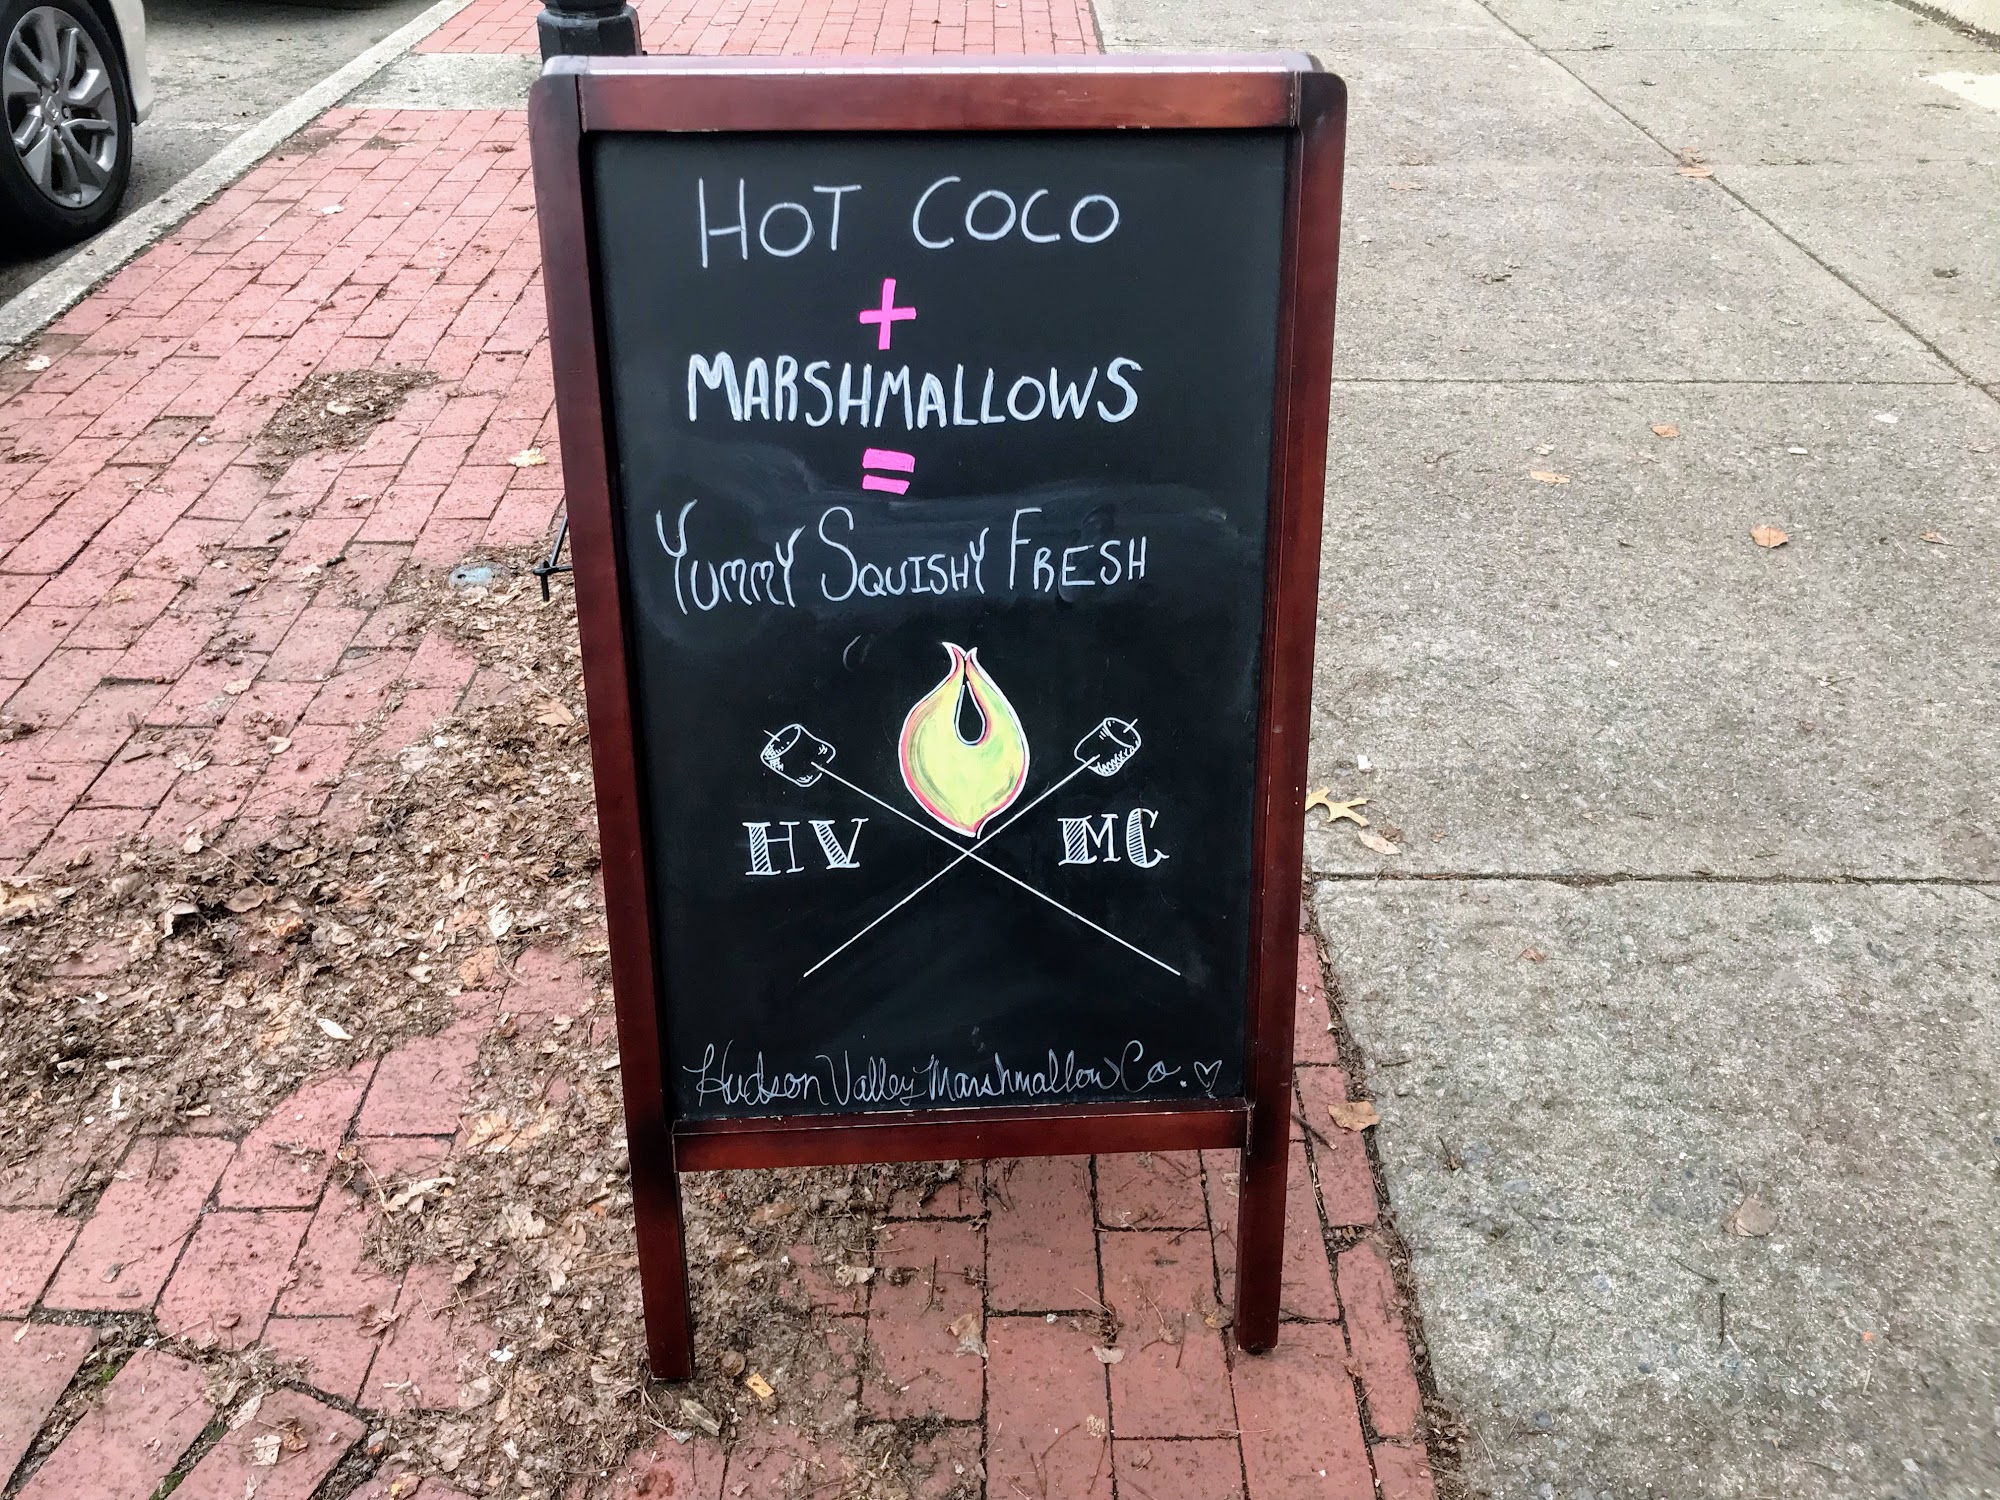 HOT COCO
+
MARSHMALLOWS
=
YUMMY SQUISHY FRESH
HV MC
Hudson Valley Marshmallow Co. ♡